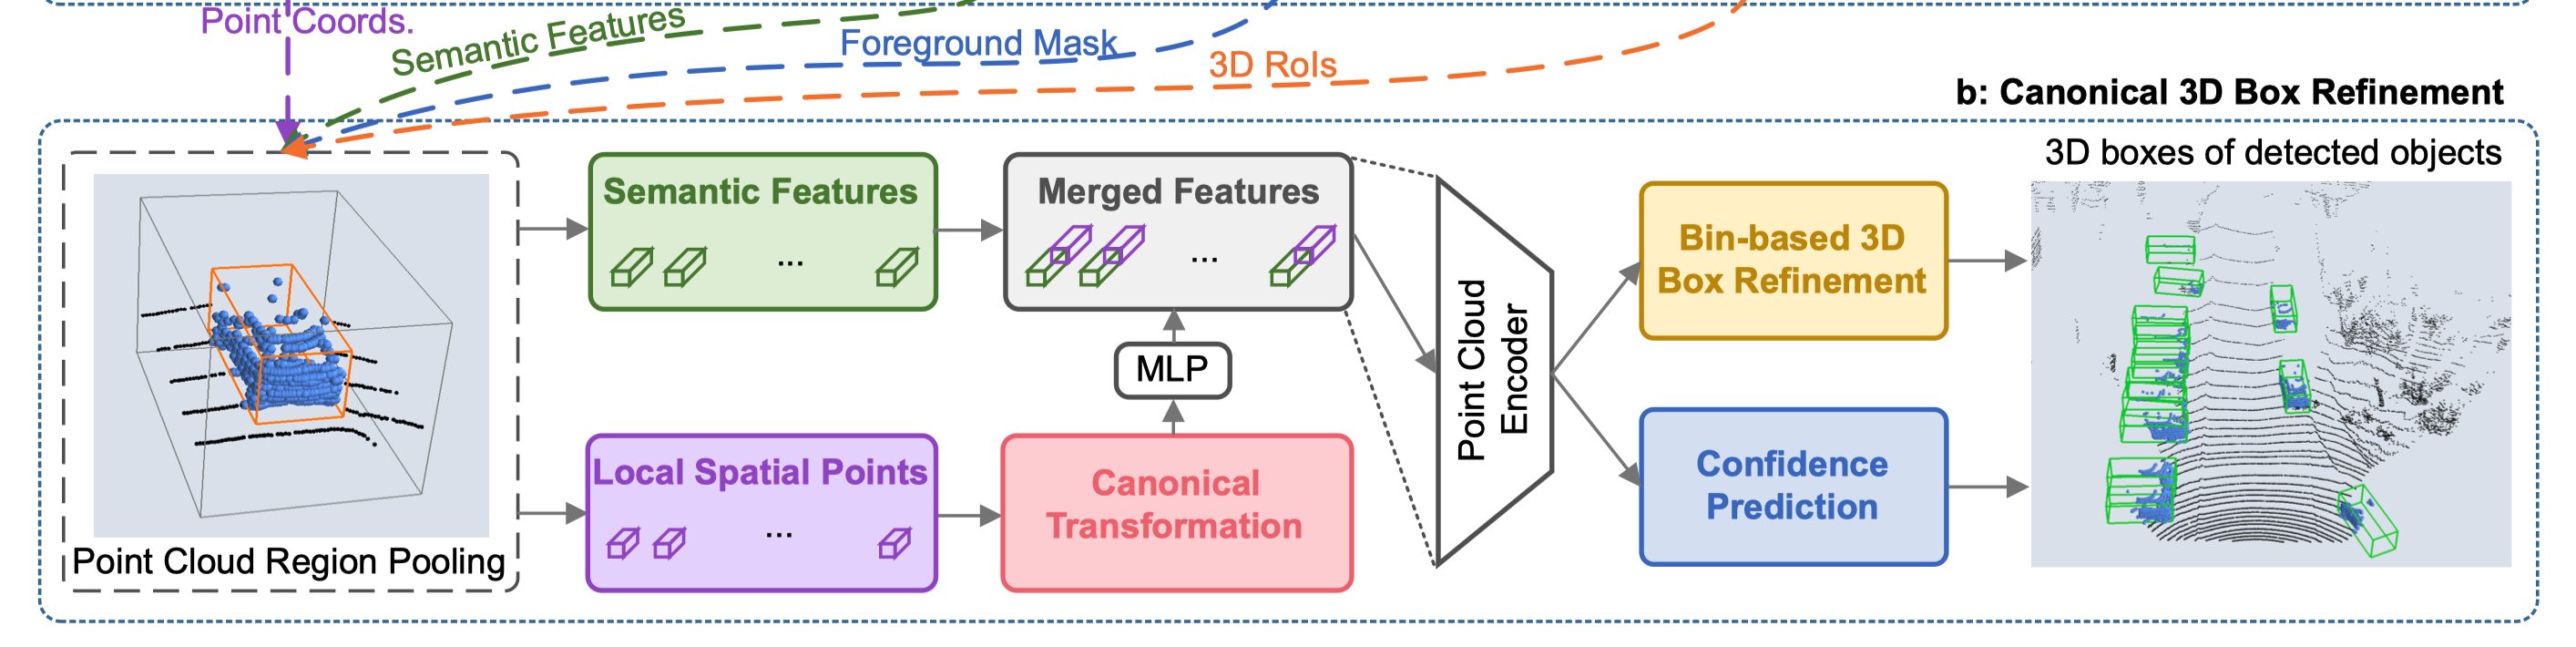 Point Coords.
Semantic Features
Foreground Mask
3D RoIs
b: Canonical 3D Box Refinement
Point Cloud Region Pooling
Semantic Features
...
Merged Features
...
MLP
Local Spatial Points
...
Canonical
Transformation
Point Cloud
Encoder
Bin-based 3D
Box Refinement
Confidence
Prediction
3D boxes of detected objects